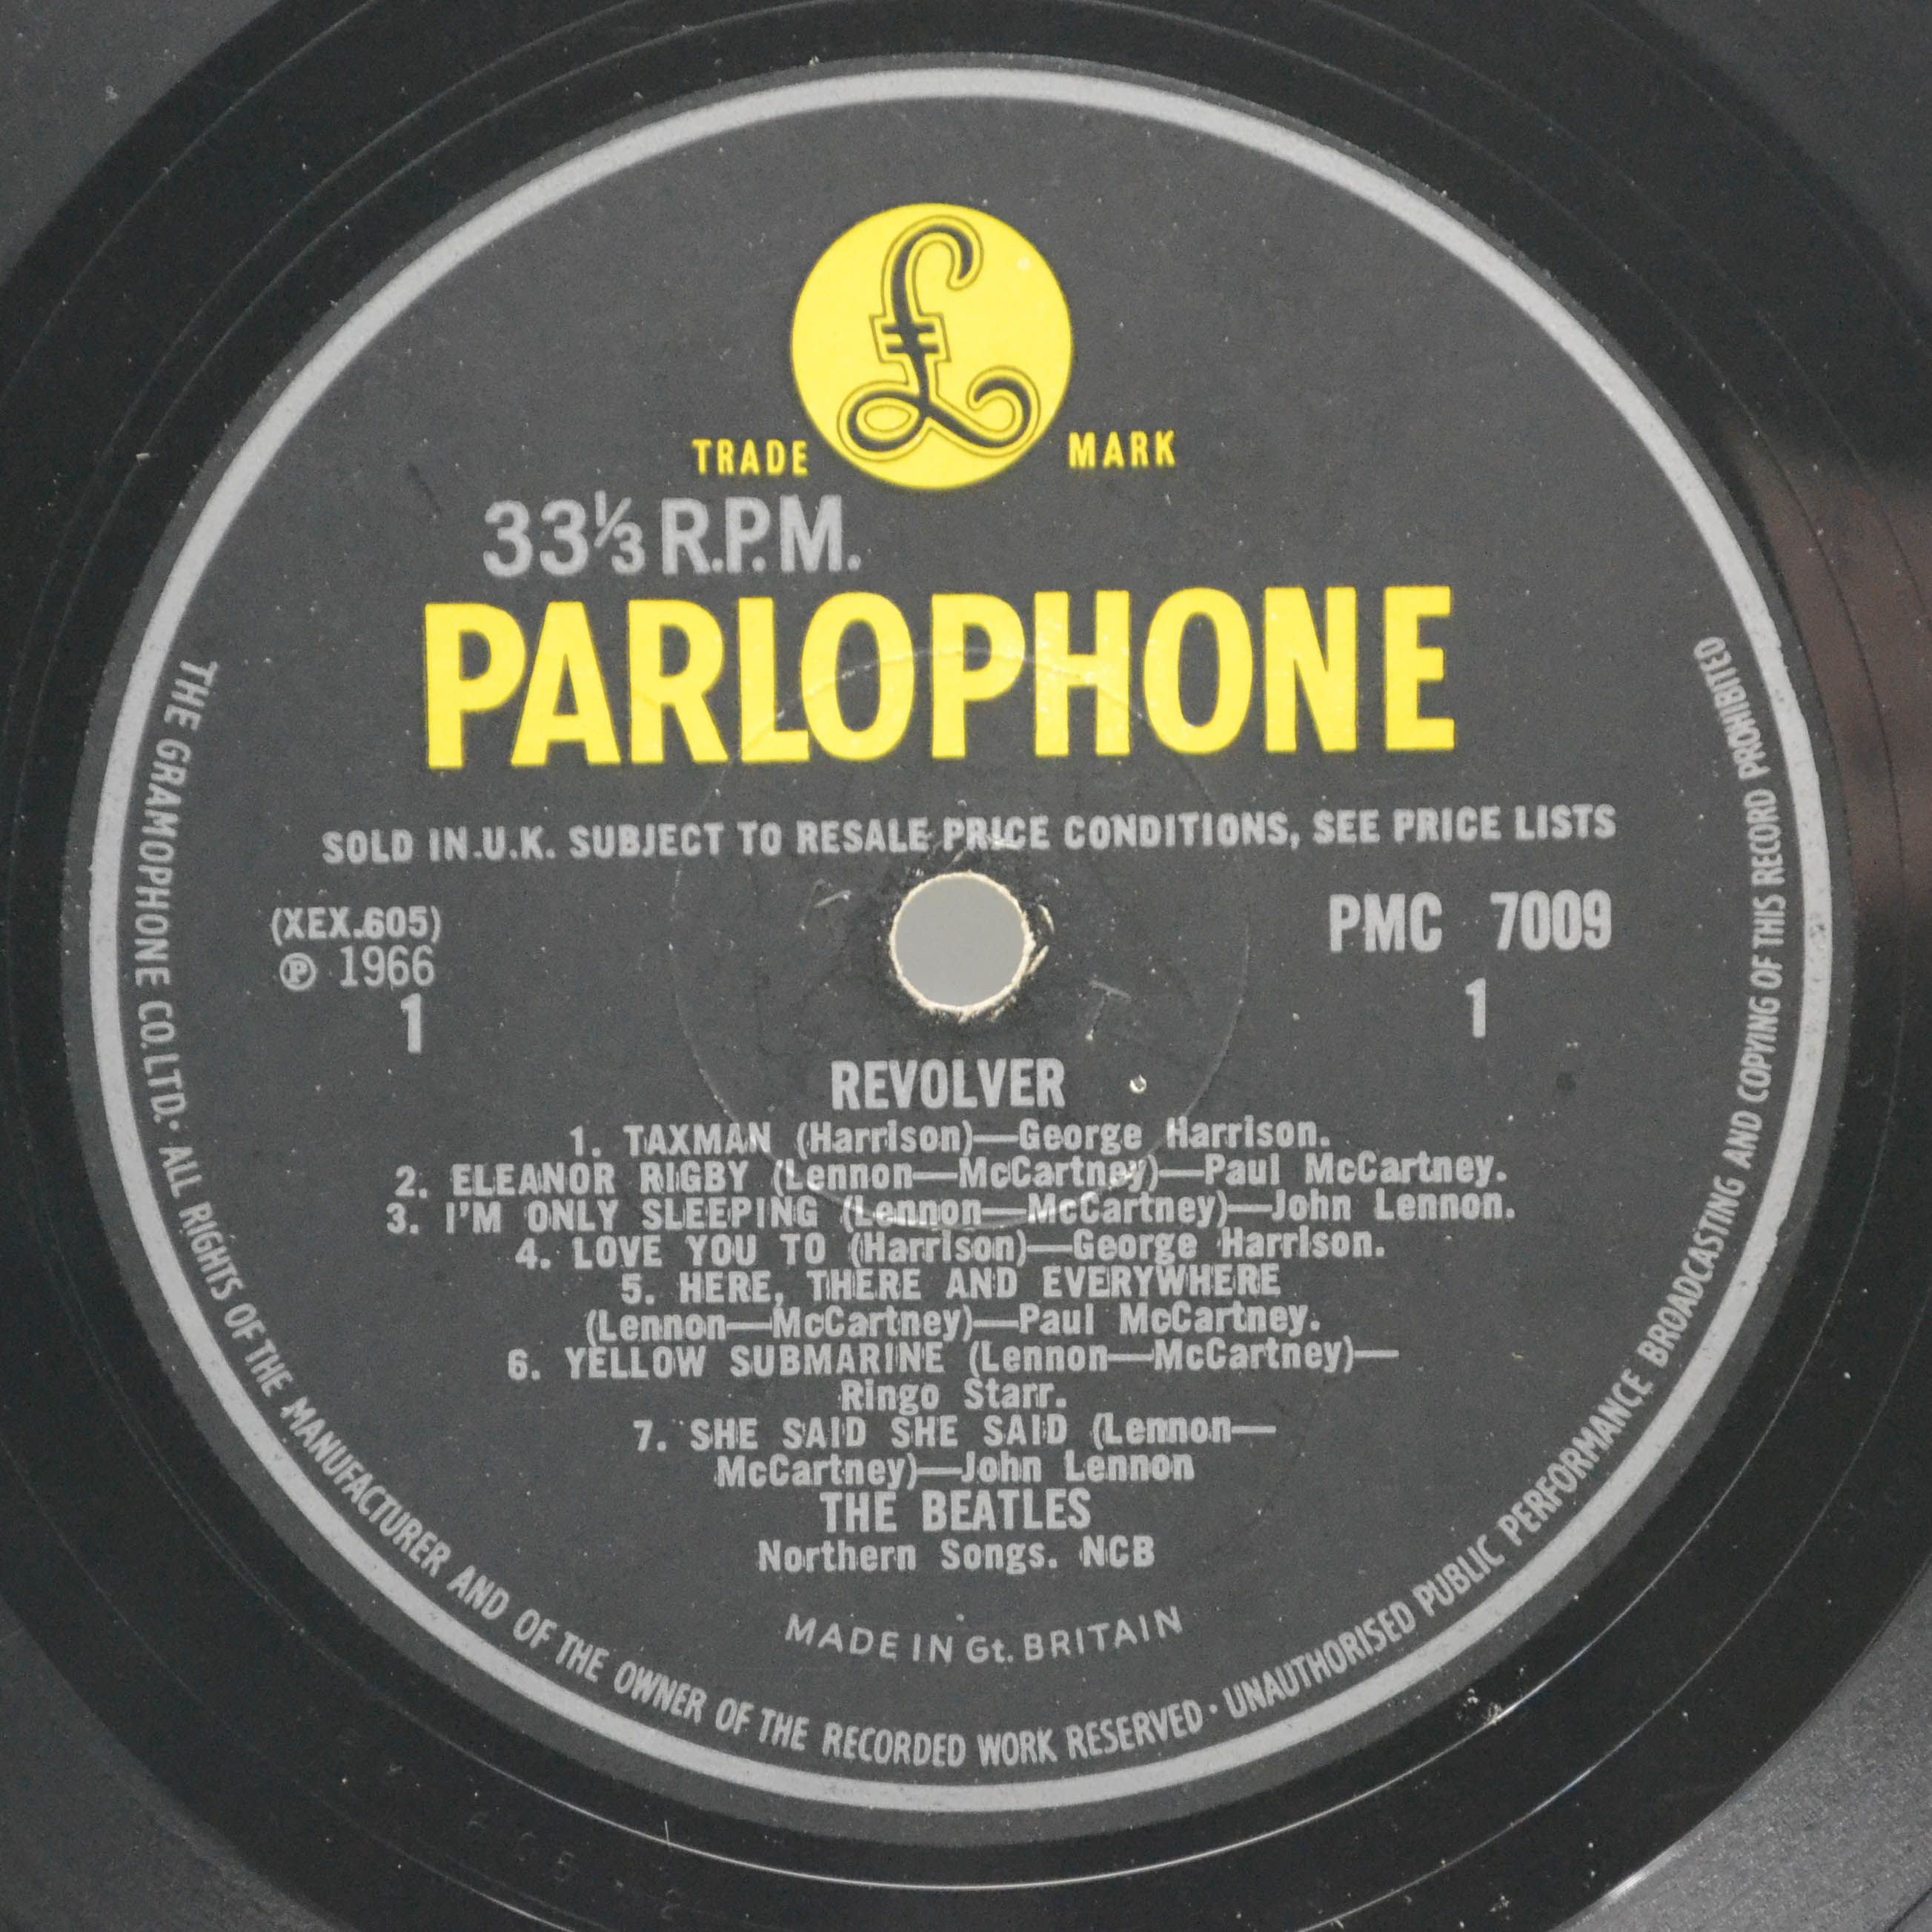 £
TRADE MARK
33⅓ R.P.M.
PARLOPHONE
SOLD IN U.K. SUBJECT TO RESALE PRICE CONDITIONS, SEE PRICE LISTS
(XEX.605)
℗ 1966
1
PMC 7009
1
REVOLVER
1. TAXMAN (Harrison)—George Harrison.
2. ELEANOR RIGBY (Lennon—McCartney)—Paul McCartney.
3. I'M ONLY SLEEPING (Lennon—McCartney)—John Lennon.
4. LOVE YOU TO (Harrison)—George Harrison.
5. HERE, THERE AND EVERYWHERE
(Lennon—McCartney)—Paul McCartney.
6. YELLOW SUBMARINE (Lennon—McCartney)—
Ringo Starr.
7. SHE SAID SHE SAID (Lennon—
McCartney)—John Lennon
THE BEATLES
Northern Songs. NCB
MADE IN Gt. BRITAIN
THE GRAMOPHONE CO. LTD. · ALL RIGHTS OF THE MANUFACTURER AND OF THE OWNER OF THE RECORDED WORK RESERVED · UNAUTHORISED PUBLIC PERFORMANCE BROADCASTING AND COPYING OF THIS RECORD PROHIBITED